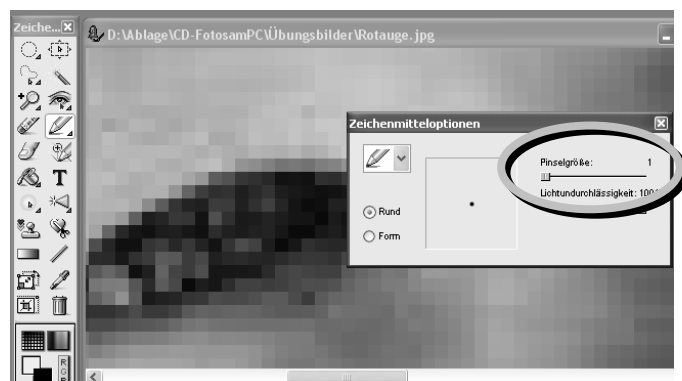 Zeiche...
D:\Ablage\CD-FotosamPC\Übungsbilder\Rotauge.jpg
Zeichenmitteloptionen
Pinselgröße: 1
Lichtundurchlässigkeit: 100
Rund
Form
T
R
G